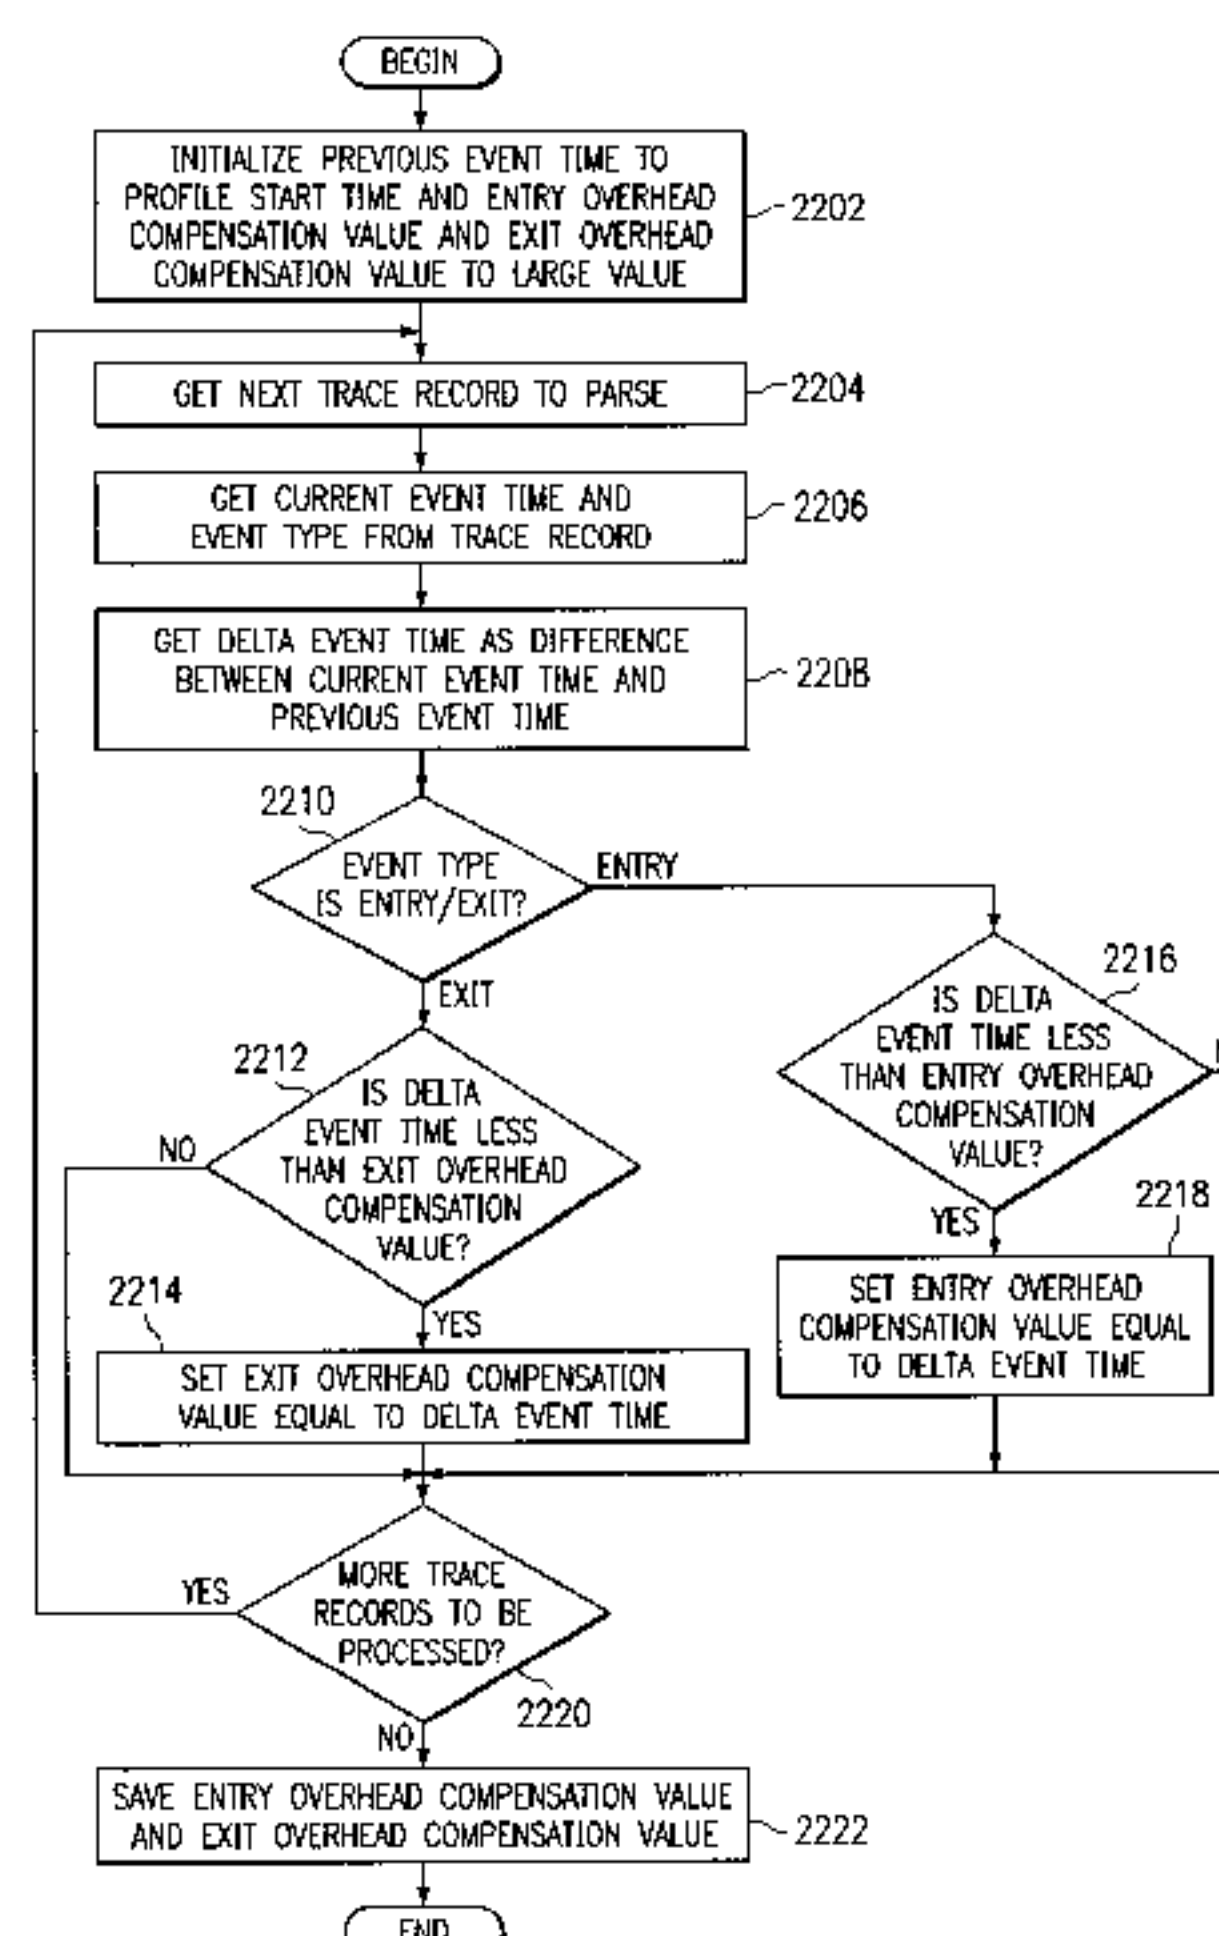 BEGIN
INITIALIZE PREVIOUS EVENT TIME TO
PROFILE START TIME AND ENTRY OVERHEAD
COMPENSATION VALUE AND EXIT OVERHEAD
COMPENSATION VALUE TO LARGE VALUE
2202
GET NEXT TRACE RECORD TO PARSE
2204
GET CURRENT EVENT TIME AND
EVENT TYPE FROM TRACE RECORD
2206
GET DELTA EVENT TIME AS DIFFERENCE
BETWEEN CURRENT EVENT TIME AND
PREVIOUS EVENT TIME
2208
2210
EVENT TYPE
IS ENTRY/EXIT?
ENTRY
EXIT
2216
IS DELTA
EVENT TIME LESS
THAN ENTRY OVERHEAD
COMPENSATION
VALUE?
YES
2218
SET ENTRY OVERHEAD
COMPENSATION VALUE EQUAL
TO DELTA EVENT TIME
2212
IS DELTA
EVENT TIME LESS
THAN EXIT OVERHEAD
COMPENSATION
VALUE?
NO
YES
2214
SET EXIT OVERHEAD COMPENSATION
VALUE EQUAL TO DELTA EVENT TIME
MORE TRACE
RECORDS TO BE
PROCESSED?
YES
2220
NO
SAVE ENTRY OVERHEAD COMPENSATION VALUE
AND EXIT OVERHEAD COMPENSATION VALUE
2222
END